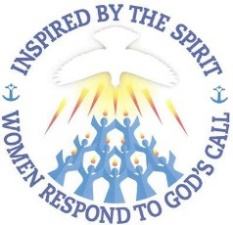 INSPIRED BY THE SPIRIT
WOMEN RESPOND TO GOD'S CALL